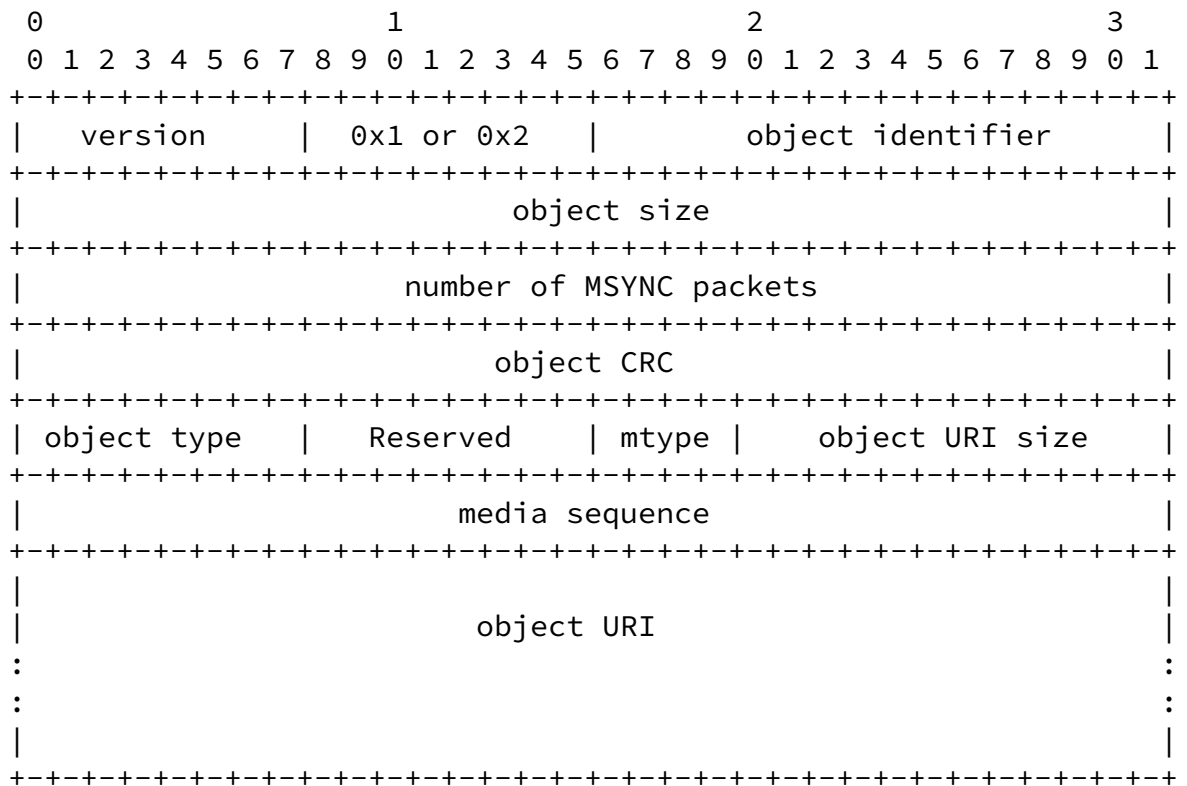 0                   1                   2                   3
 0 1 2 3 4 5 6 7 8 9 0 1 2 3 4 5 6 7 8 9 0 1 2 3 4 5 6 7 8 9 0 1
+-+-+-+-+-+-+-+-+-+-+-+-+-+-+-+-+-+-+-+-+-+-+-+-+-+-+-+-+-+-+-+-+
|   version     |  0x1 or 0x2   |        object identifier      |
+-+-+-+-+-+-+-+-+-+-+-+-+-+-+-+-+-+-+-+-+-+-+-+-+-+-+-+-+-+-+-+-+
|                           object size                         |
+-+-+-+-+-+-+-+-+-+-+-+-+-+-+-+-+-+-+-+-+-+-+-+-+-+-+-+-+-+-+-+-+
|                     number of MSYNC packets                   |
+-+-+-+-+-+-+-+-+-+-+-+-+-+-+-+-+-+-+-+-+-+-+-+-+-+-+-+-+-+-+-+-+
|                          object CRC                           |
+-+-+-+-+-+-+-+-+-+-+-+-+-+-+-+-+-+-+-+-+-+-+-+-+-+-+-+-+-+-+-+-+
| object type   |   Reserved    | mtype |    object URI size    |
+-+-+-+-+-+-+-+-+-+-+-+-+-+-+-+-+-+-+-+-+-+-+-+-+-+-+-+-+-+-+-+-+
|                        media sequence                         |
+-+-+-+-+-+-+-+-+-+-+-+-+-+-+-+-+-+-+-+-+-+-+-+-+-+-+-+-+-+-+-+-+
|                                                               |
|                         object URI                            |
:                                                               :
:                                                               :
|                                                               |
+-+-+-+-+-+-+-+-+-+-+-+-+-+-+-+-+-+-+-+-+-+-+-+-+-+-+-+-+-+-+-+-+